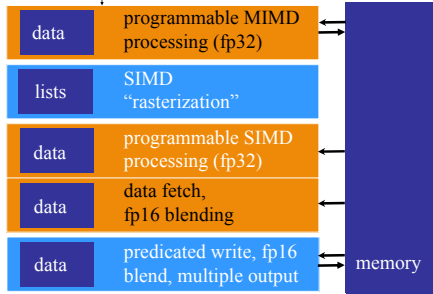 data
programmable MIMD
processing (fp32)
lists
SIMD
“rasterization”
data
programmable SIMD
processing (fp32)
data
data fetch,
fp16 blending
data
predicated write, fp16
blend, multiple output
memory